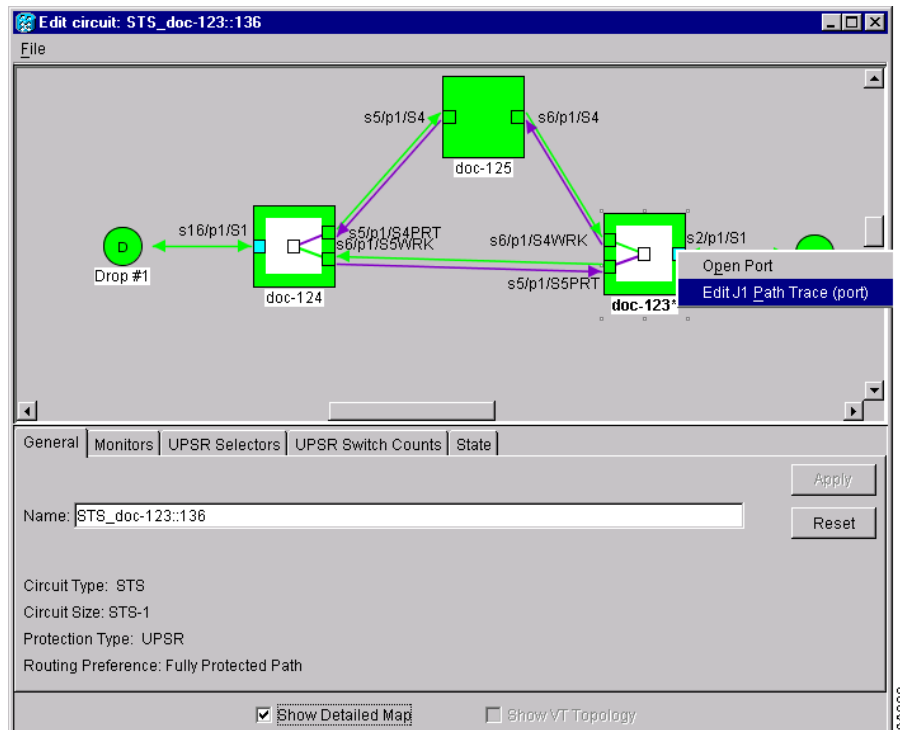 Edit circuit: STS_doc-123::136
File
s5/p1/S4
s6/p1/S4
doc-125
s16/p1/S1
s5/p1/S4PRT
s6/p1/S5WRK
s6/p1/S4WRK
s2/p1/S1
D
Drop #1
doc-124
s5/p1/S5PRT
doc-123*
Open Port
Edit J1 Path Trace (port)
General Monitors UPSR Selectors UPSR Switch Counts State
Apply
Name: STS_doc-123::136
Reset
Circuit Type: STS
Circuit Size: STS-1
Protection Type: UPSR
Routing Preference: Fully Protected Path
Show Detailed Map Show VT Topology